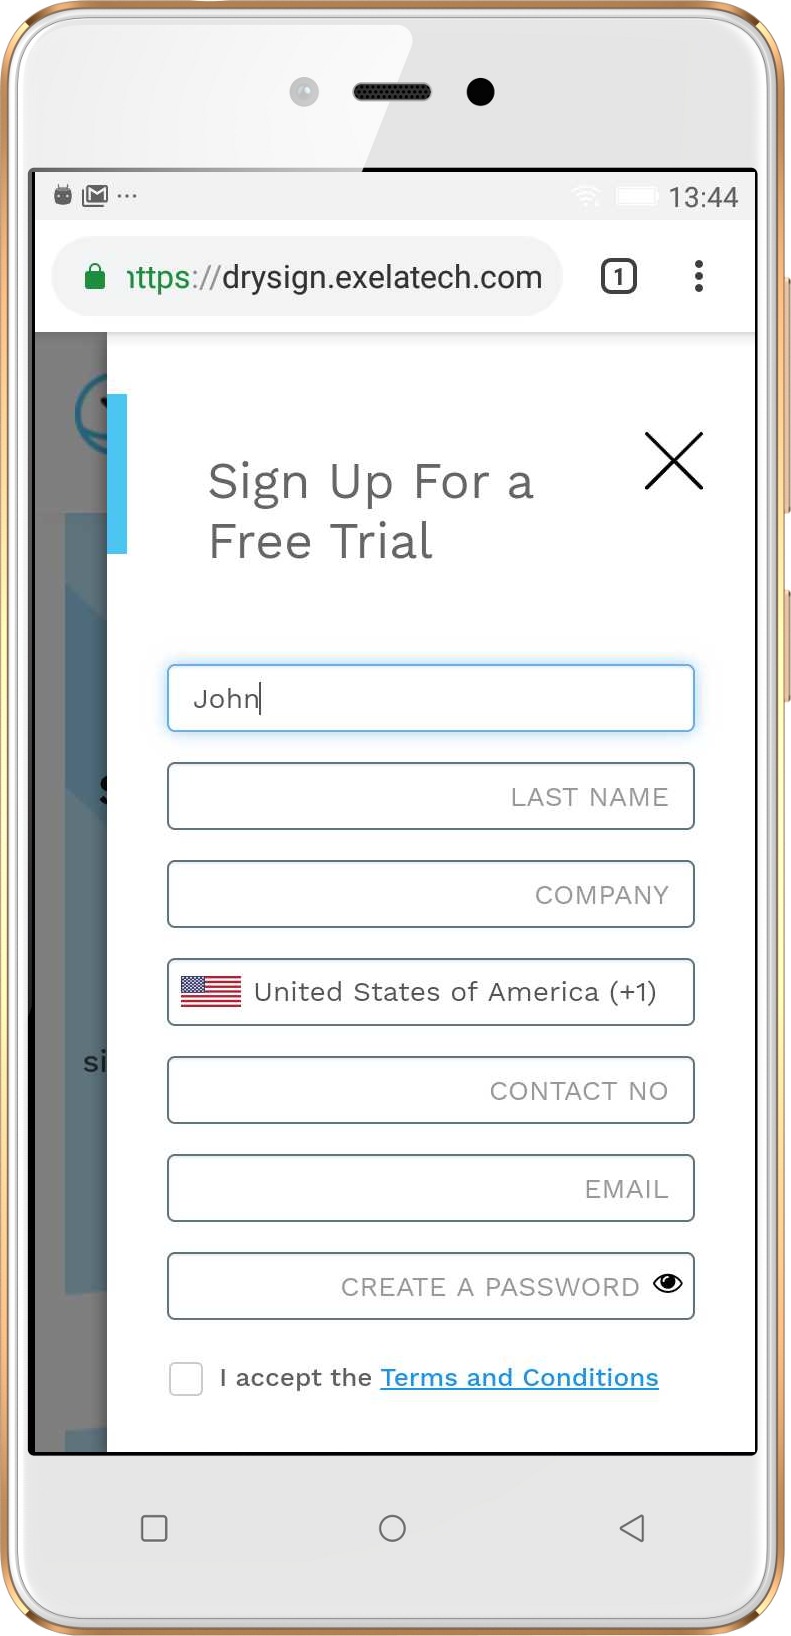 13:44
https://drysign.exelatech.com
1
Sign Up For a
Free Trial
John
LAST NAME
COMPANY
United States of America (+1)
CONTACT NO
EMAIL
CREATE A PASSWORD
I accept the Terms and Conditions
si